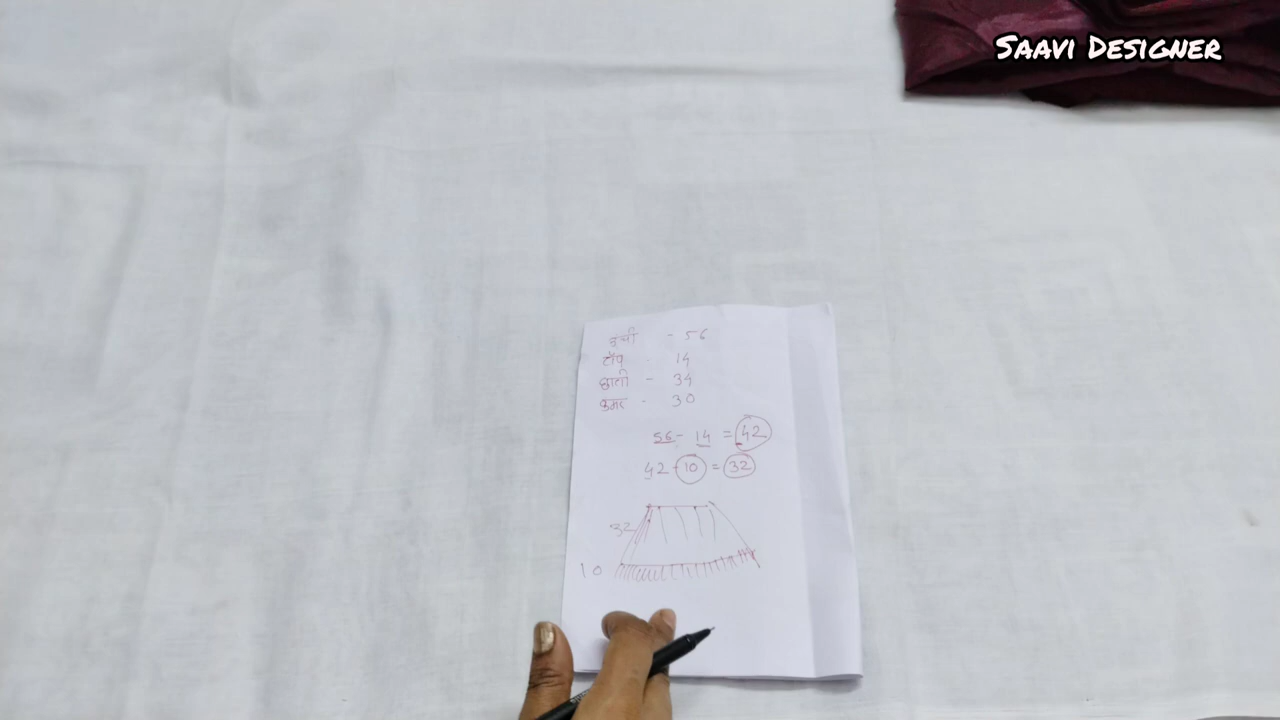 SAAVI DESIGNER
उंची - 56
टॉप - 14
छाती - 34
कमर - 30
56 - 14 = 42
42 - 10 = 32
32
10